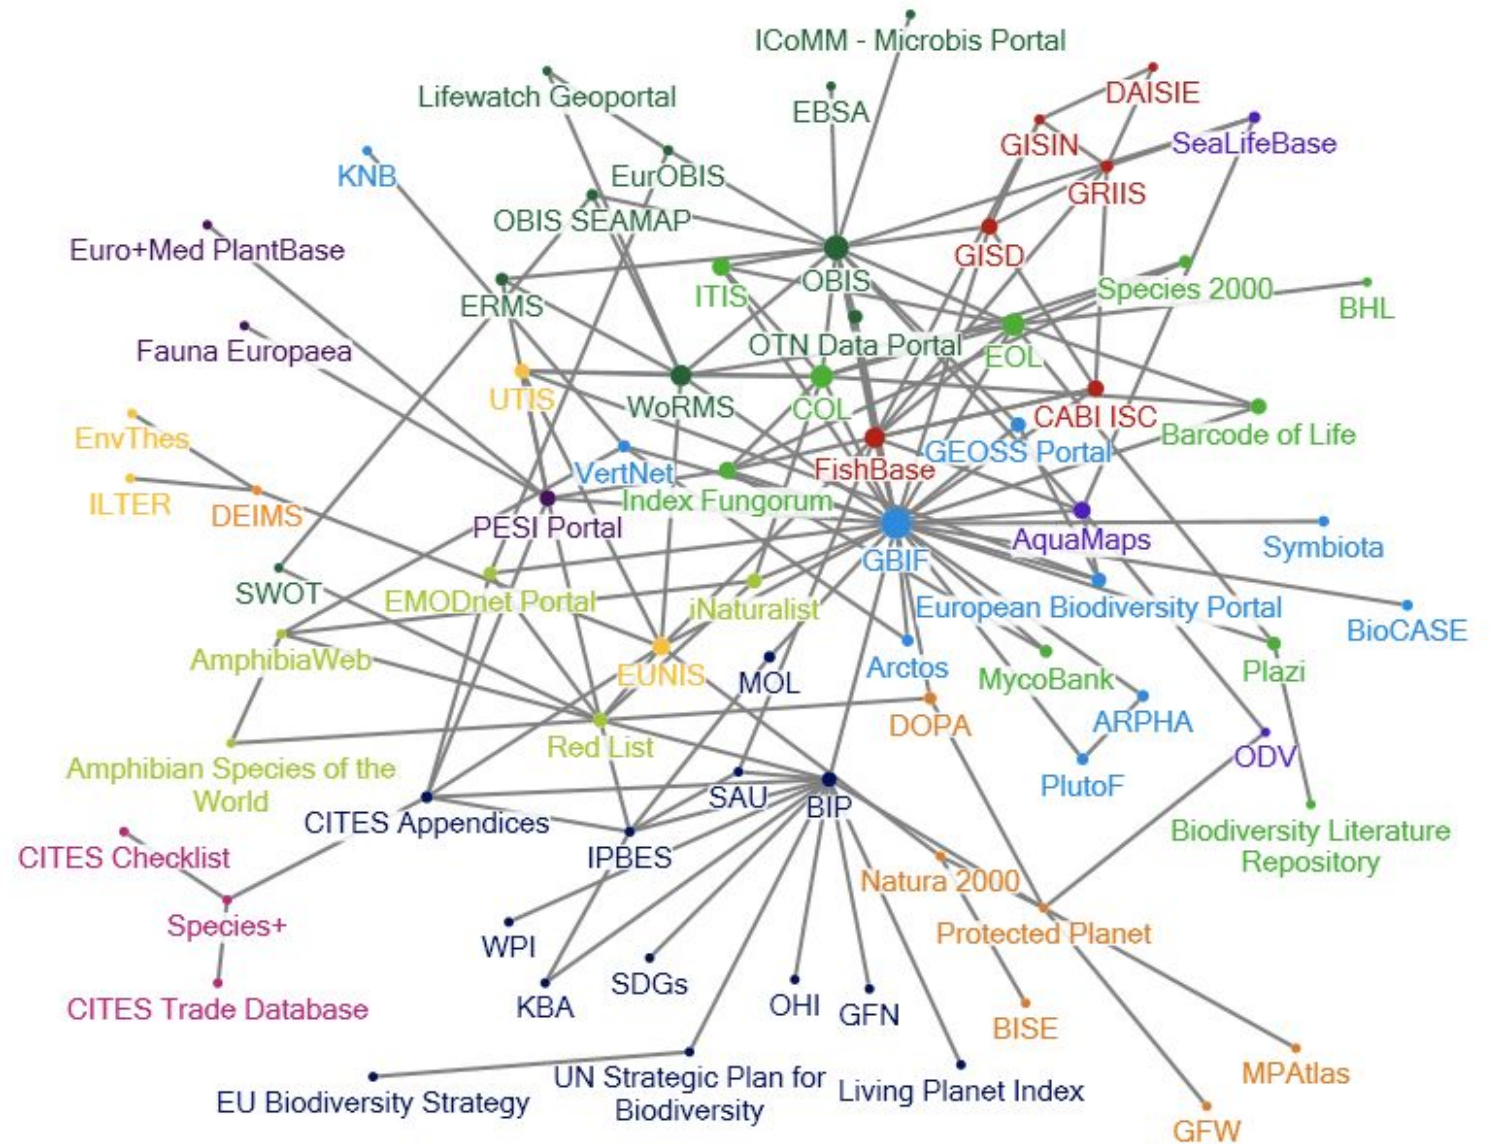 ICoMM - Microbis Portal
Lifewatch Geoportal
DAISIE
EBSA
GISIN
SeaLifeBase
KNB
EurOBIS
GRIIS
OBIS SEAMAP
Euro+Med PlantBase
GISD
OBIS
Species 2000
ITIS
ERMS
BHL
OTN Data Portal
Fauna Europaea
EOL
UTIS
WoRMS
COL
CABI ISC
EnvThes
Barcode of Life
GEOSS Portal
FishBase
VertNet
Index Fungorum
ILTER
DEIMS
PESI Portal
AquaMaps
Symbiota
GBIF
SWOT
EMODnet Portal
iNaturalist
European Biodiversity Portal
BioCASE
AmphibiaWeb
Arctos
EUNIS
MOL
MycoBank
Plazi
ARPHA
DOPA
Red List
ODV
Amphibian Species of the
World
PlutoF
SAU
BIP
CITES Appendices
Biodiversity Literature
Repository
CITES Checklist
IPBES
Natura 2000
Species+
Protected Planet
WPI
SDGs
CITES Trade Database
KBA
OHI
GFN
BISE
MPAtlas
UN Strategic Plan for
Biodiversity
Living Planet Index
EU Biodiversity Strategy
GFW